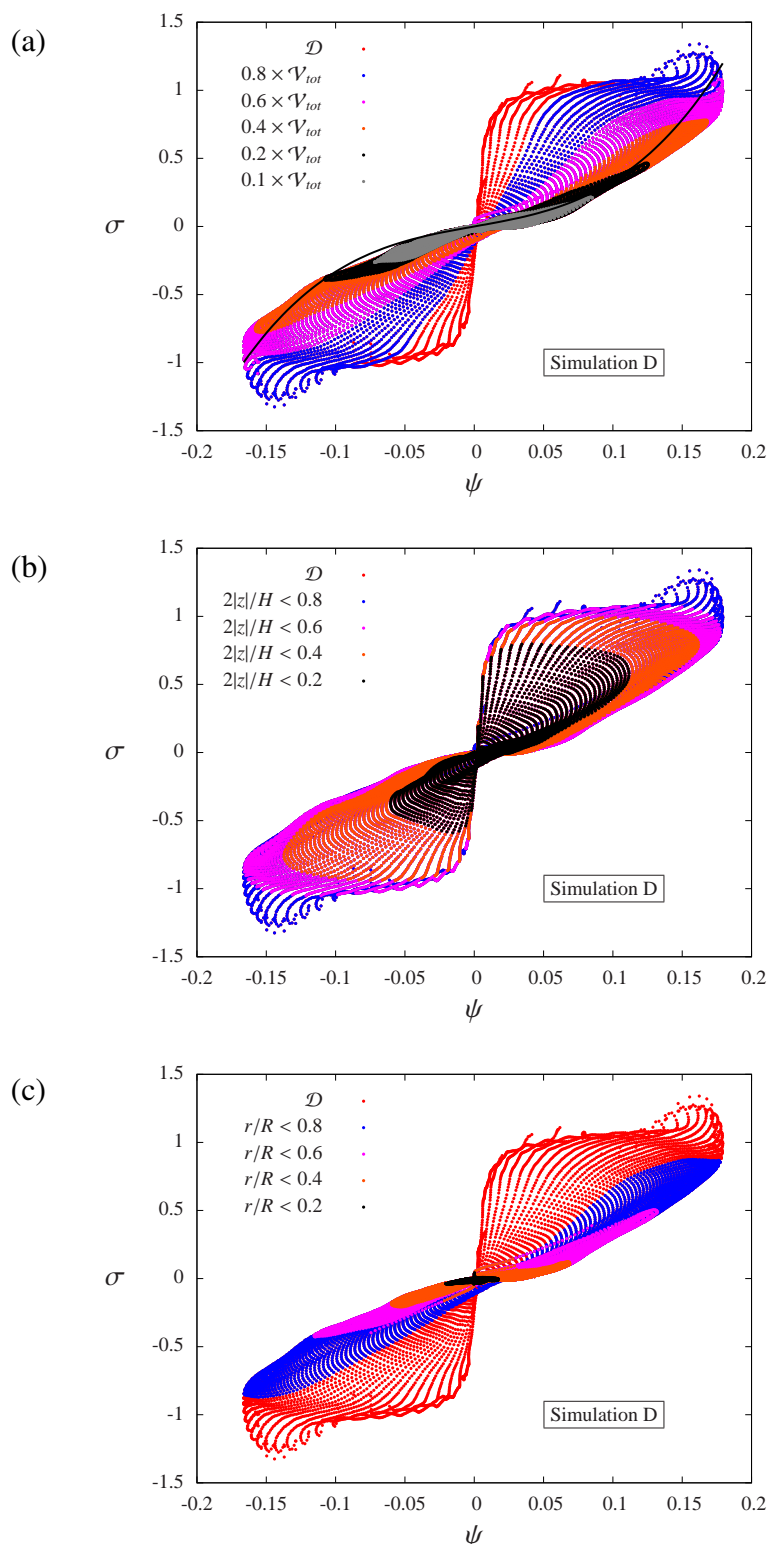 (a)
𝒟
0.8 × 𝒱tot
0.6 × 𝒱tot
0.4 × 𝒱tot
0.2 × 𝒱tot
0.1 × 𝒱tot
1.5
1
0.5
0
-0.5
-1
-1.5
σ
Simulation D
-0.2 -0.15 -0.1 -0.05 0 0.05 0.1 0.15 0.2
ψ
(b)
𝒟
2|z|/H < 0.8
2|z|/H < 0.6
2|z|/H < 0.4
2|z|/H < 0.2
1.5
1
0.5
0
-0.5
-1
-1.5
σ
Simulation D
-0.2 -0.15 -0.1 -0.05 0 0.05 0.1 0.15 0.2
ψ
(c)
𝒟
r/R < 0.8
r/R < 0.6
r/R < 0.4
r/R < 0.2
1.5
1
0.5
0
-0.5
-1
-1.5
σ
Simulation D
-0.2 -0.15 -0.1 -0.05 0 0.05 0.1 0.15 0.2
ψ